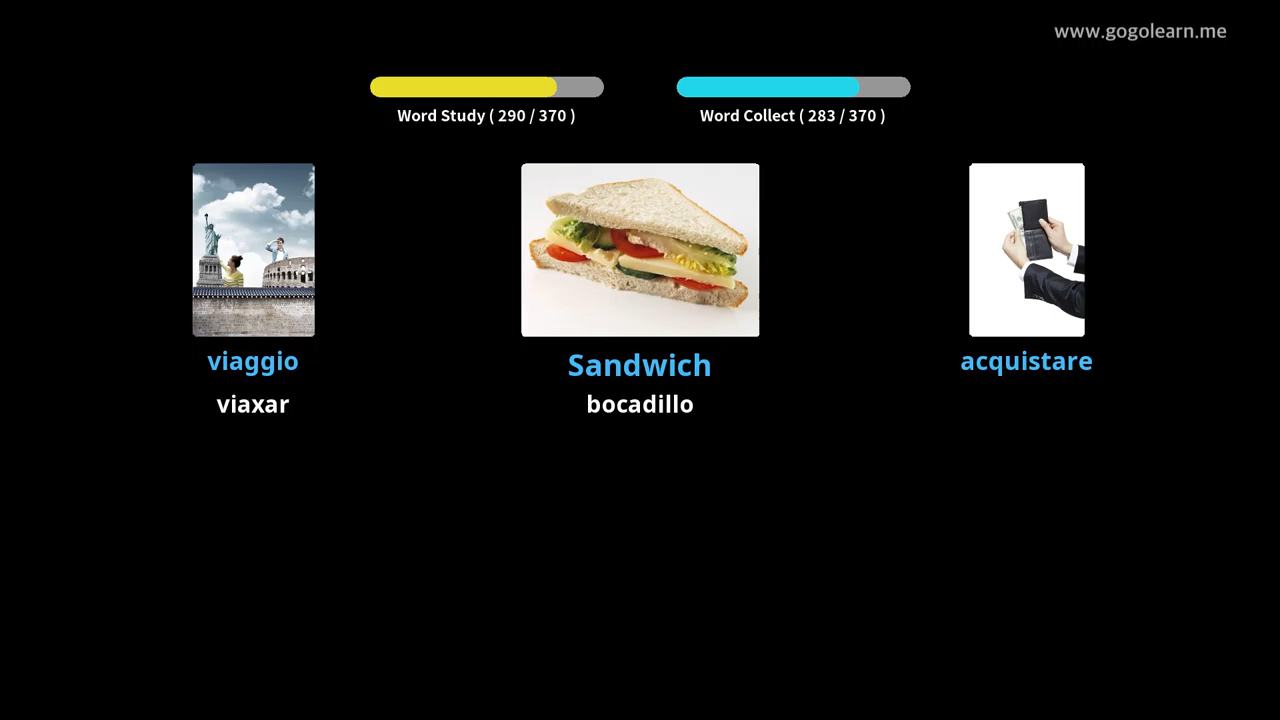 www.gogolearn.me
Word Study ( 290 / 370 )
Word Collect ( 283 / 370 )
viaggio
viaxar
Sandwich
bocadillo
acquistare